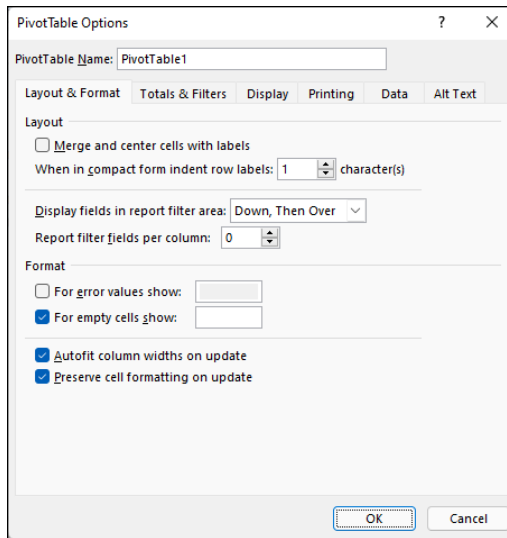 PivotTable Options ? ×
PivotTable Name: PivotTable1
Layout & Format Totals & Filters Display Printing Data Alt Text
Layout
Merge and center cells with labels
When in compact form indent row labels: 1 character(s)
Display fields in report filter area: Down, Then Over
Report filter fields per column: 0
Format
For error values show:
For empty cells show:
Autofit column widths on update
Preserve cell formatting on update
OK Cancel